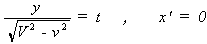 y / √(V² - v²) = t , x' = 0